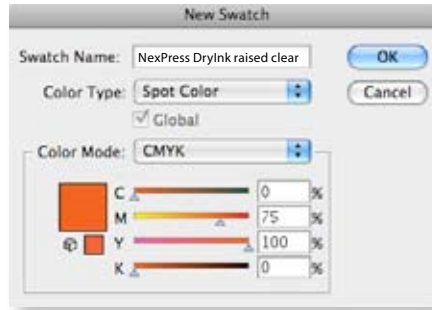 New Swatch
Swatch Name: NexPress DryInk raised clear OK
Color Type: Spot Color Cancel
Global
Color Mode: CMYK
C 0 %
M 75 %
Y 100 %
K 0 %